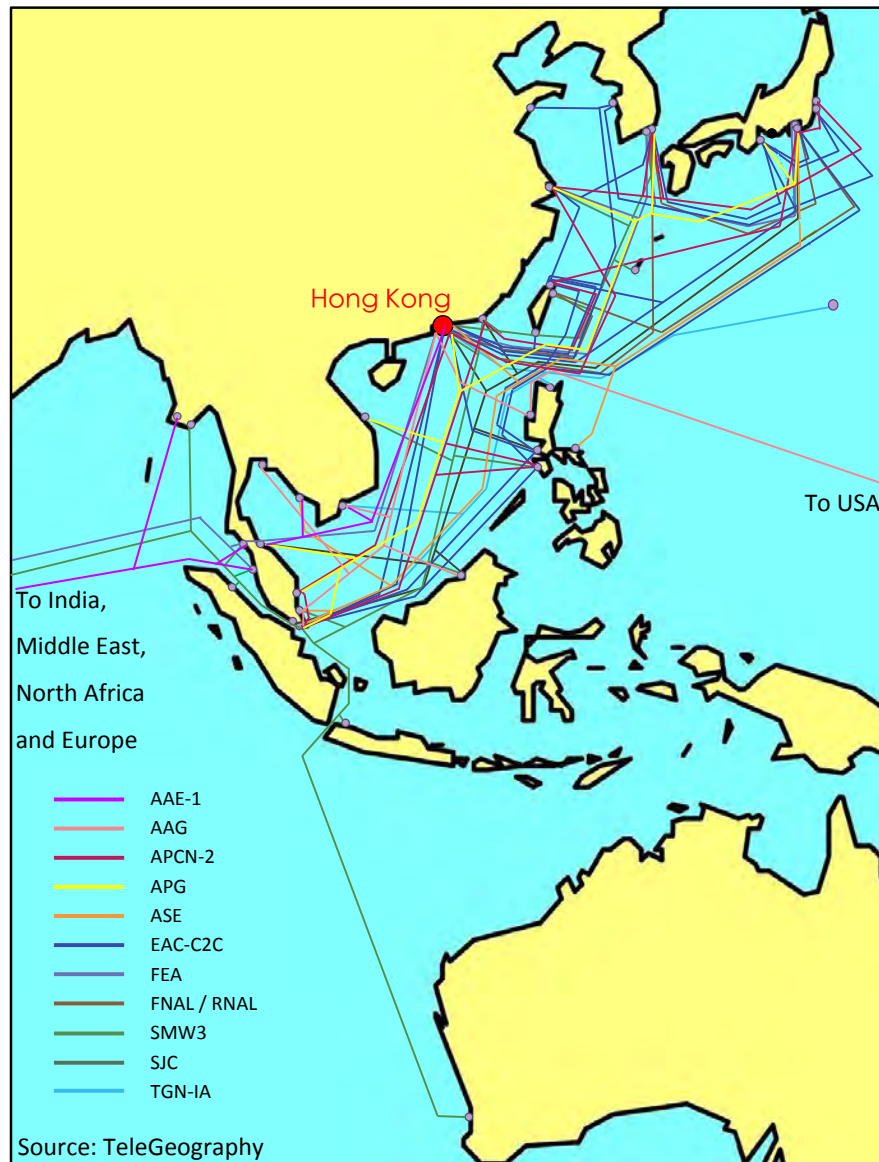 Hong Kong
To USA
To India,
Middle East,
North Africa
and Europe
AAE-1
AAG
APCN-2
APG
ASE
EAC-C2C
FEA
FNAL / RNAL
SMW3
SJC
TGN-IA
Source: TeleGeography